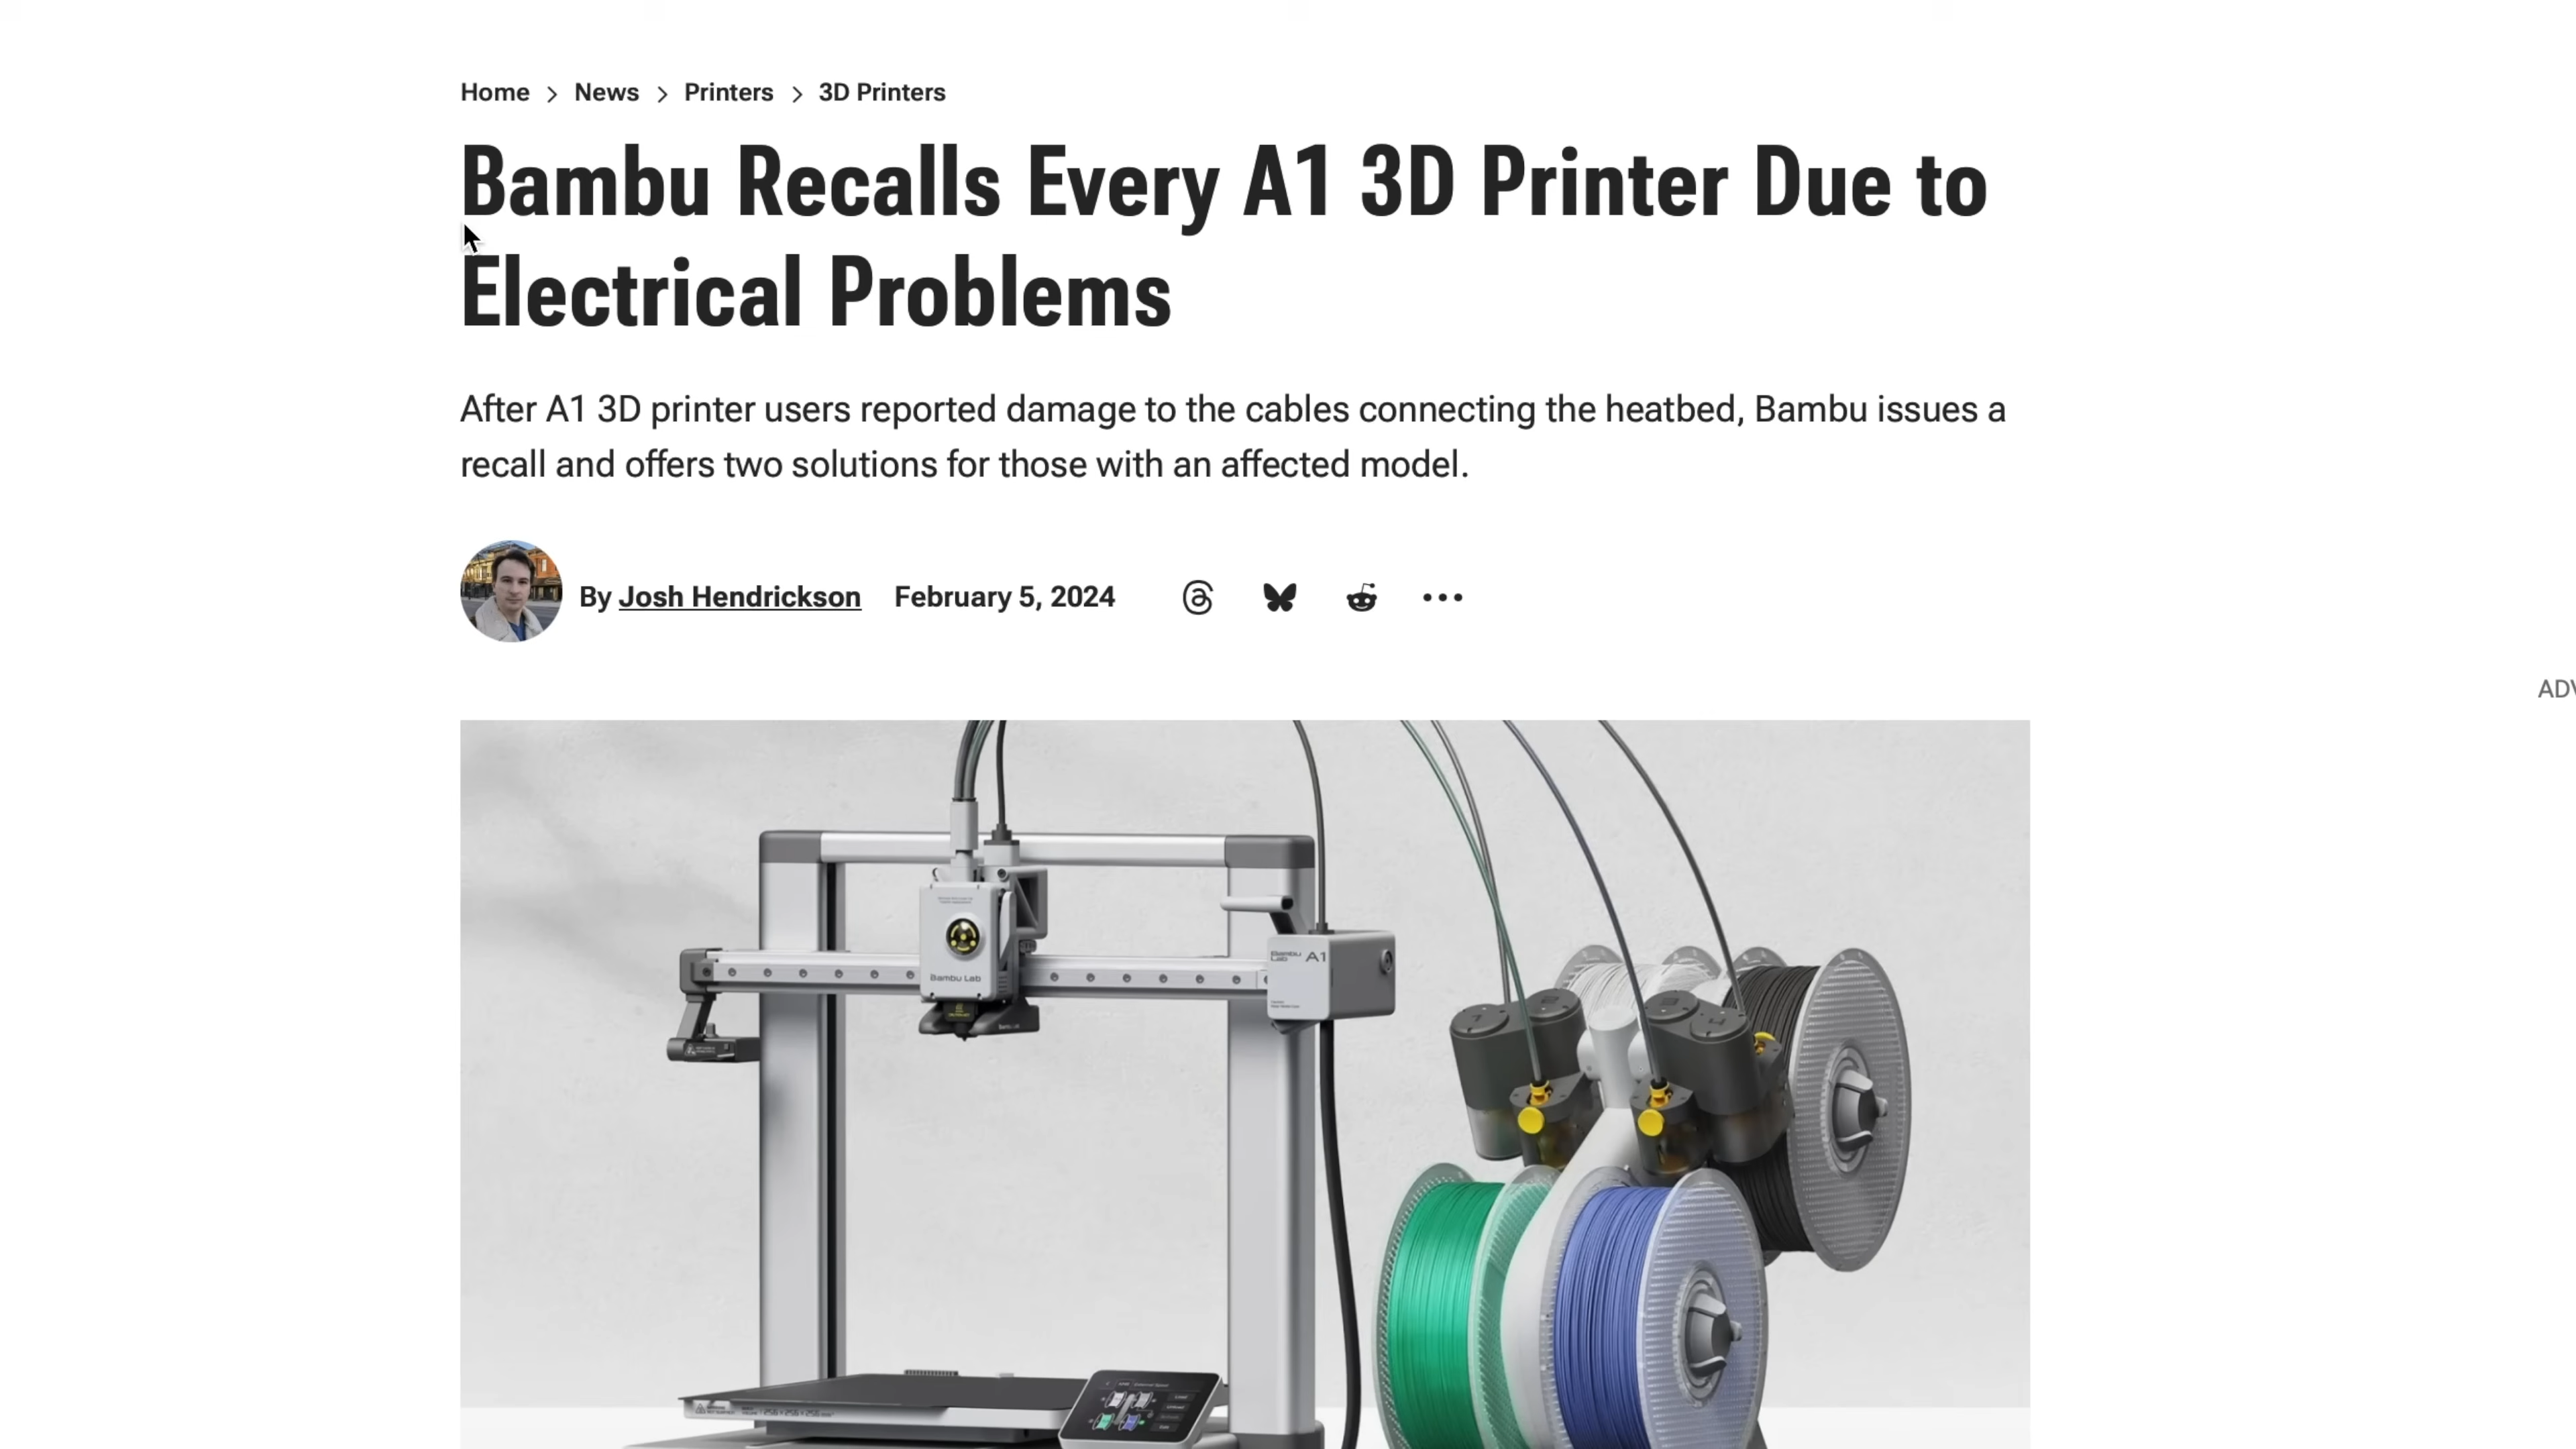 Home > News > Printers > 3D Printers
Bambu Recalls Every A1 3D Printer Due to
Electrical Problems
After A1 3D printer users reported damage to the cables connecting the heatbed, Bambu issues a
recall and offers two solutions for those with an affected model.
By Josh Hendrickson February 5, 2024
ADV
Bambu Lab
Bambu
Lab A1